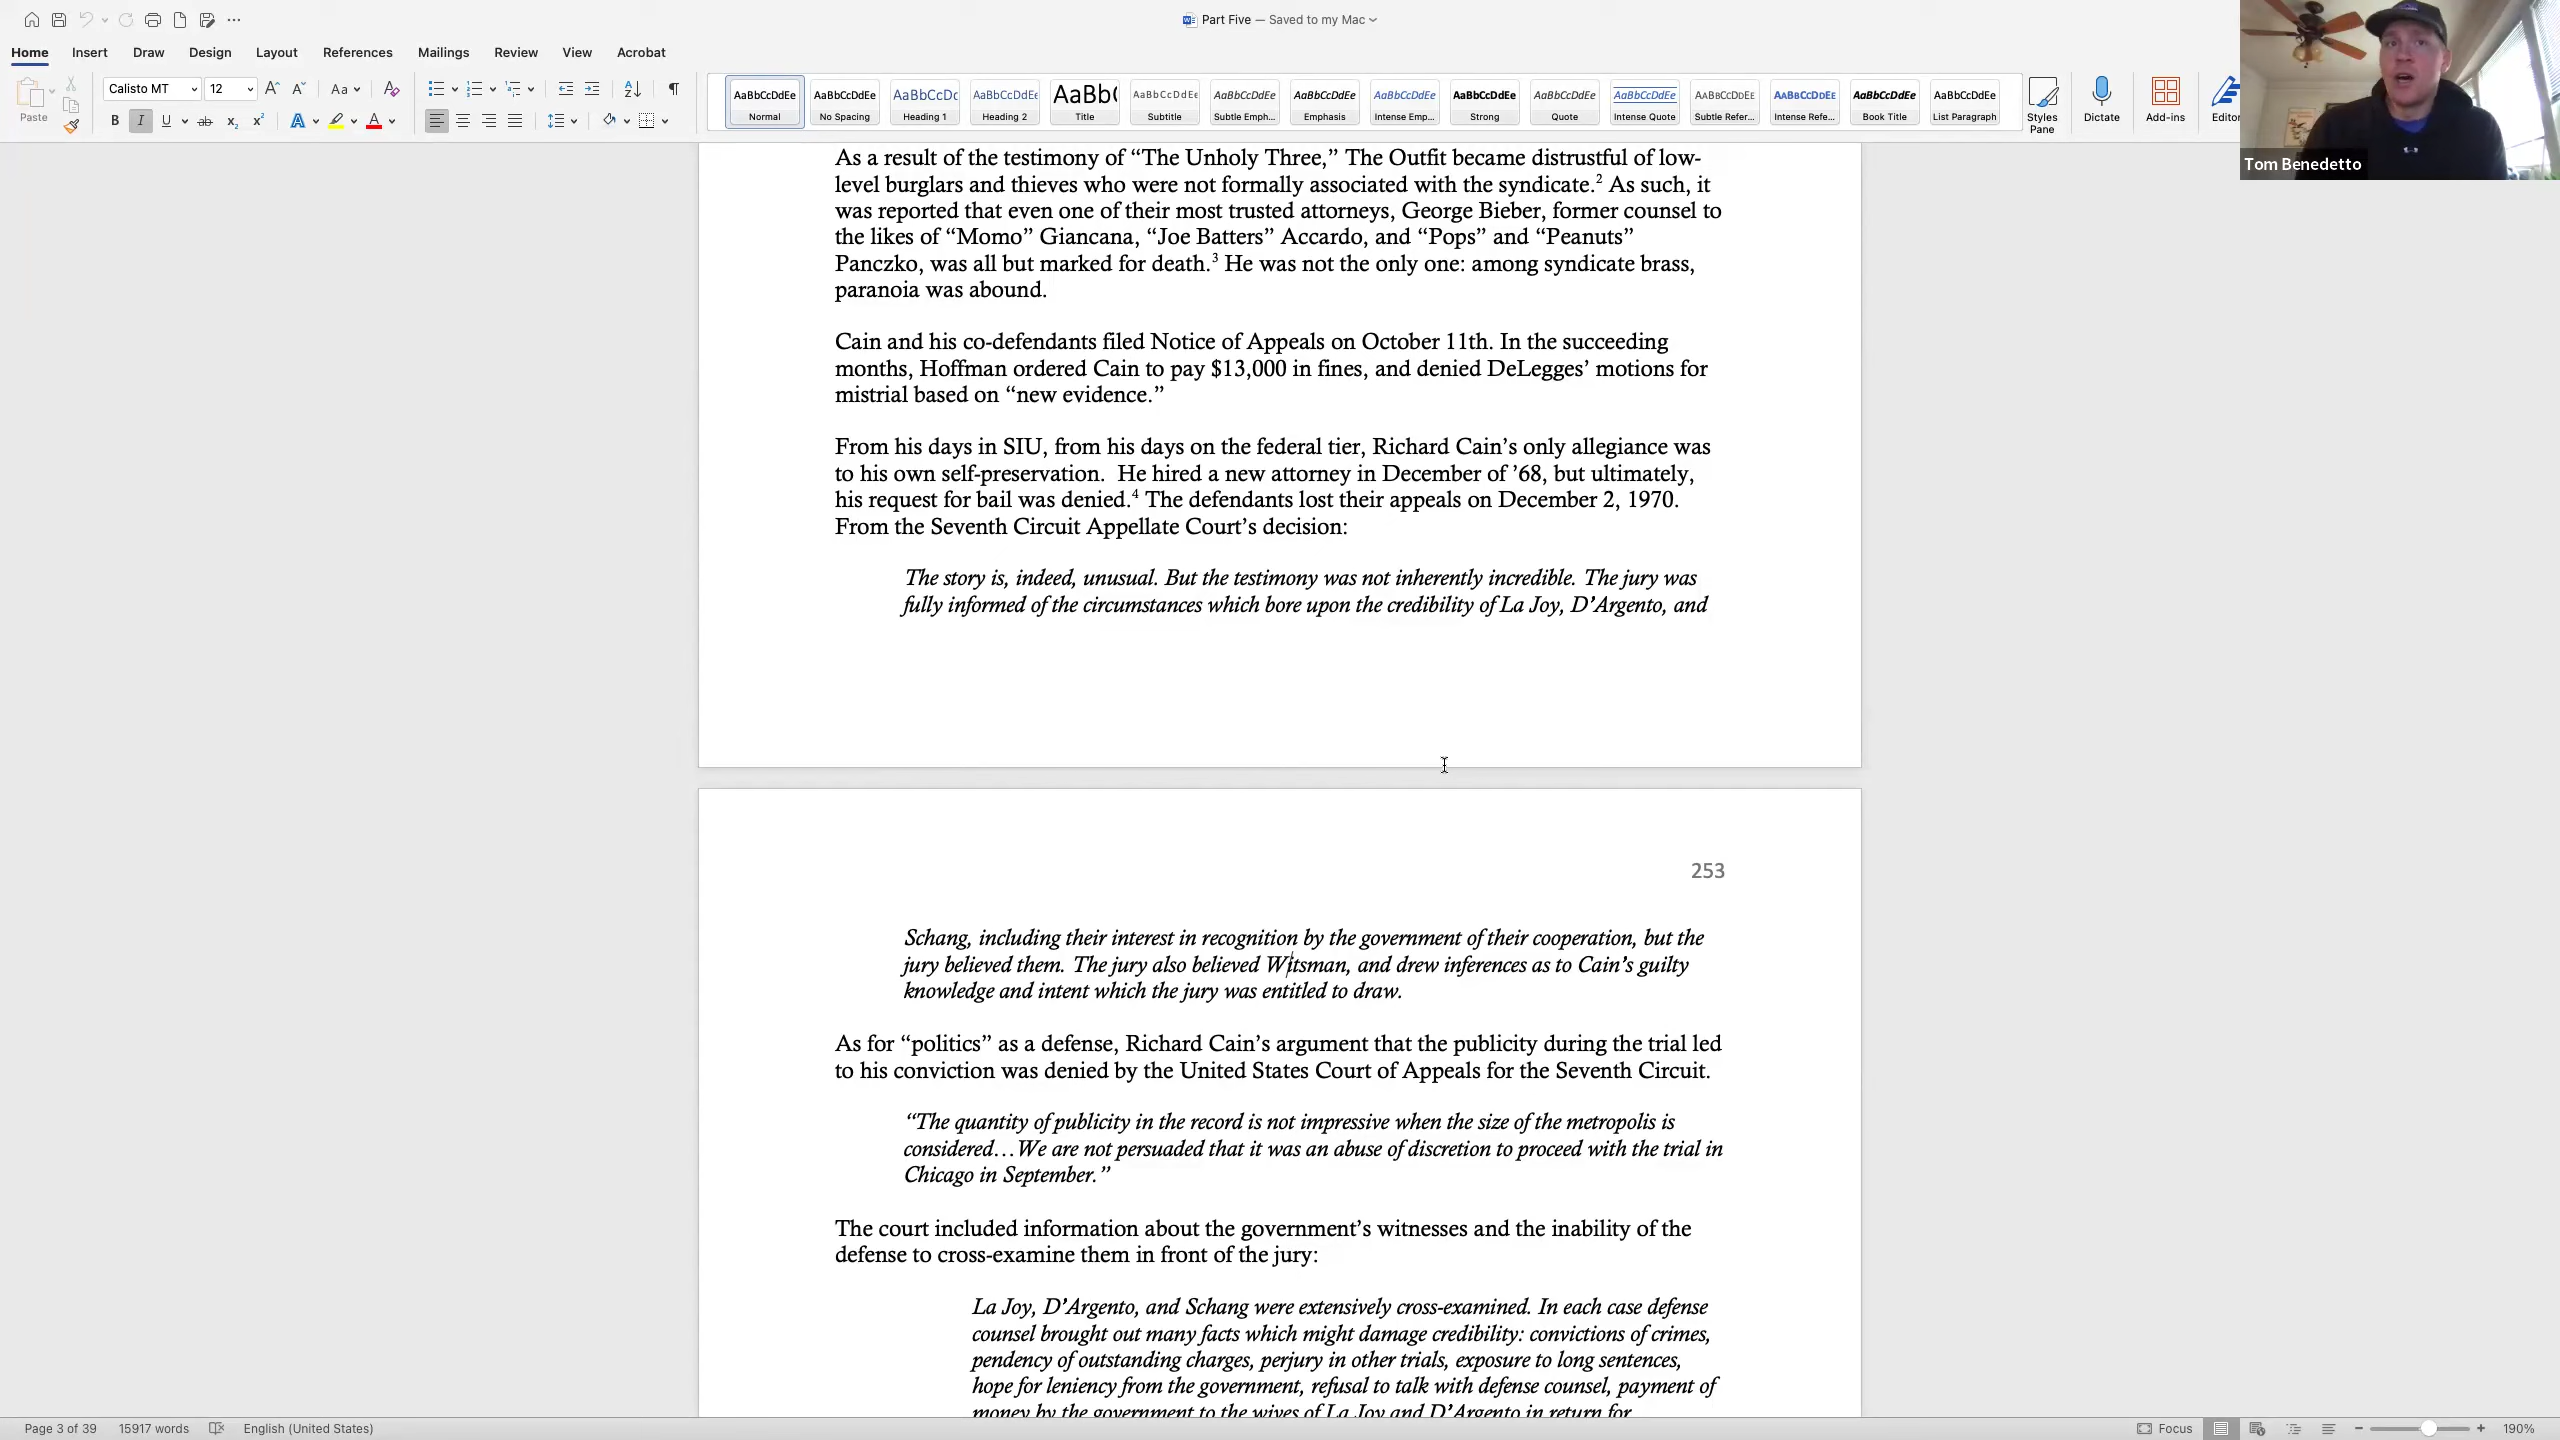 Part Five — Saved to my Mac
Home Insert Draw Design Layout References Mailings Review View Acrobat
Paste
Calisto MT 12
AaBbCcDdEe AaBbCcDdEe AaBbCcDc AaBbCcDdEe AaBb( AaBbCcDdEe AaBbCcDdEe AaBbCcDdEe AaBbCcDdEe AaBbCcDdEe AaBbCcDdEe AaBbCcDdEe AaBbCcDdEe AaBbCcDdEe AaBbCcDdEe AaBbCcDdEe
Normal No Spacing Heading 1 Heading 2 Title Subtitle Subtle Emph... Emphasis Intense Emp... Strong Quote Intense Quote Subtle Refer... Intense Refe... Book Title List Paragraph
Styles Pane Dictate Add-ins Editor
Tom Benedetto
As a result of the testimony of “The Unholy Three,” The Outfit became distrustful of low-
level burglars and thieves who were not formally associated with the syndicate.2 As such, it
was reported that even one of their most trusted attorneys, George Bieber, former counsel to
the likes of “Momo” Giancana, “Joe Batters” Accardo, and “Pops” and “Peanuts”
Panczko, was all but marked for death.3 He was not the only one: among syndicate brass,
paranoia was abound.
Cain and his co-defendants filed Notice of Appeals on October 11th. In the succeeding
months, Hoffman ordered Cain to pay $13,000 in fines, and denied DeLegges’ motions for
mistrial based on “new evidence.”
From his days in SIU, from his days on the federal tier, Richard Cain’s only allegiance was
to his own self-preservation.  He hired a new attorney in December of ’68, but ultimately,
his request for bail was denied.4 The defendants lost their appeals on December 2, 1970.
From the Seventh Circuit Appellate Court’s decision:
The story is, indeed, unusual. But the testimony was not inherently incredible. The jury was
fully informed of the circumstances which bore upon the credibility of La Joy, D’Argento, and
253
Schang, including their interest in recognition by the government of their cooperation, but the
jury believed them. The jury also believed Witsman, and drew inferences as to Cain’s guilty
knowledge and intent which the jury was entitled to draw.
As for “politics” as a defense, Richard Cain’s argument that the publicity during the trial led
to his conviction was denied by the United States Court of Appeals for the Seventh Circuit.
“The quantity of publicity in the record is not impressive when the size of the metropolis is
considered…We are not persuaded that it was an abuse of discretion to proceed with the trial in
Chicago in September.”
The court included information about the government’s witnesses and the inability of the
defense to cross-examine them in front of the jury:
La Joy, D’Argento, and Schang were extensively cross-examined. In each case defense
counsel brought out many facts which might damage credibility: convictions of crimes,
pendency of outstanding charges, perjury in other trials, exposure to long sentences,
hope for leniency from the government, refusal to talk with defense counsel, payment of
money by the government to the wives of La Joy and D’Argento in return for
Page 3 of 39 15917 words English (United States) Focus 190%